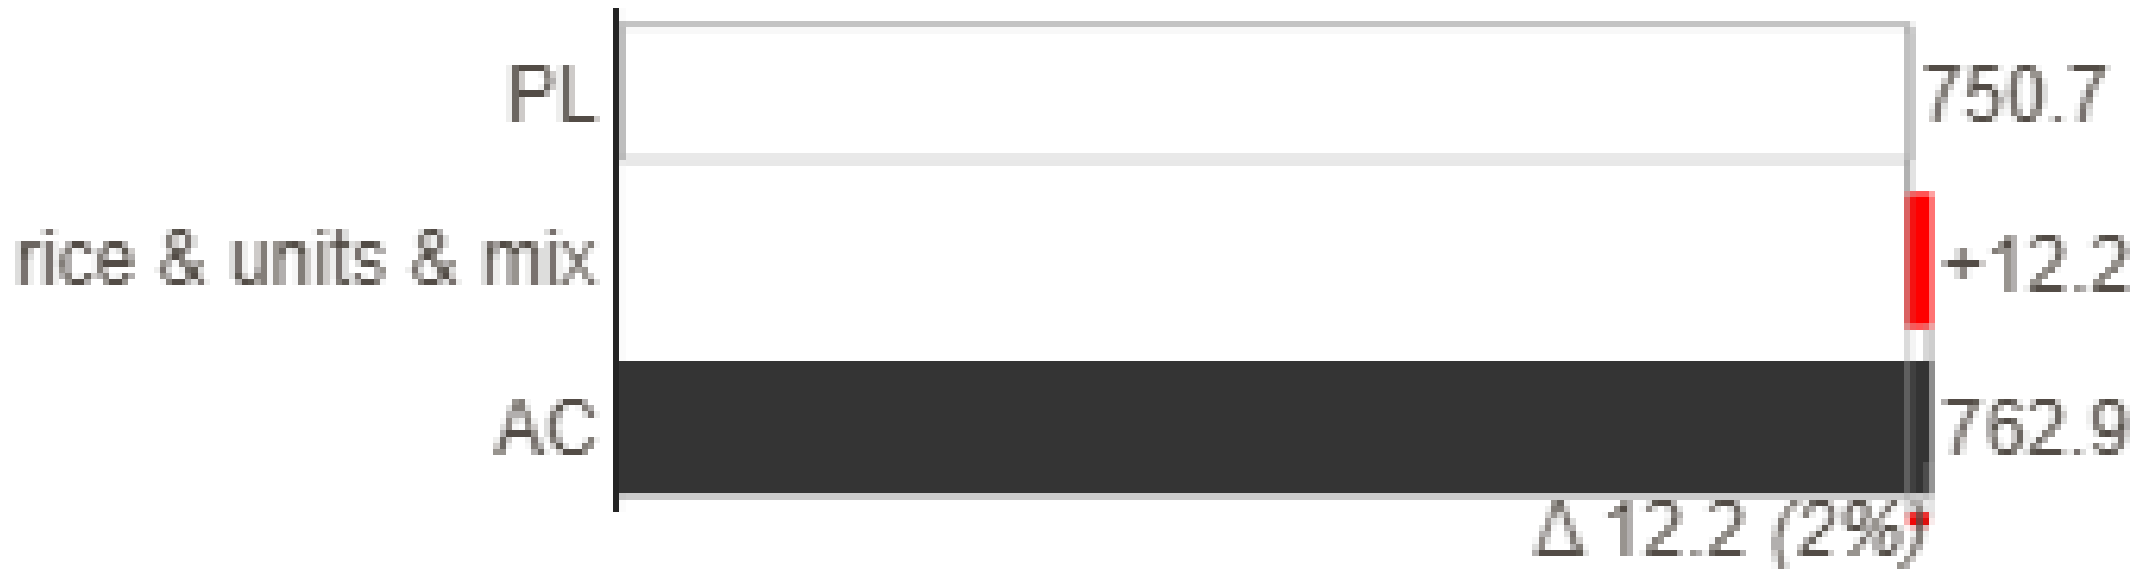 PL 750.7
rice & units & mix +12.2
AC 762.9
Δ 12.2 (2%)